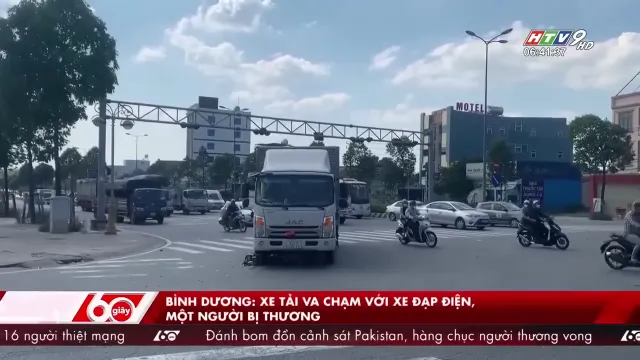 HTV9 HD
06:41:37
MOTEL
JAC
60 giây
BÌNH DƯƠNG: XE TẢI VA CHẠM VỚI XE ĐẠP ĐIỆN,
MỘT NGƯỜI BỊ THƯƠNG
16 người thiệt mạng
Đánh bom đồn cảnh sát Pakistan, hàng chục người thương vong